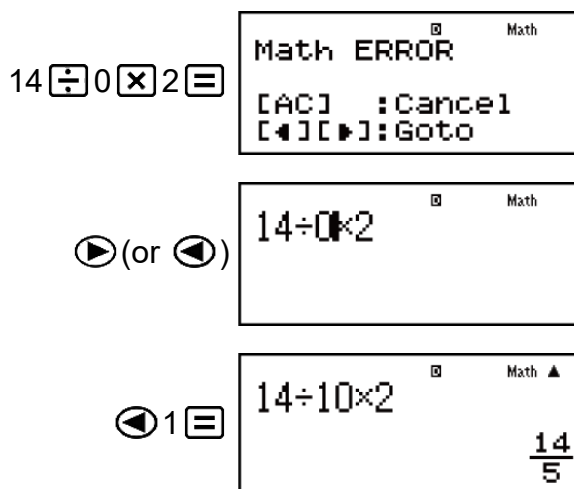 D Math
Math ERROR
14÷0×2=
[AC] :Cancel
[◀][▶]:Goto
D Math
14÷0×2
▶(or ◀)
D Math ▲
14÷10×2
◀1=
14
5